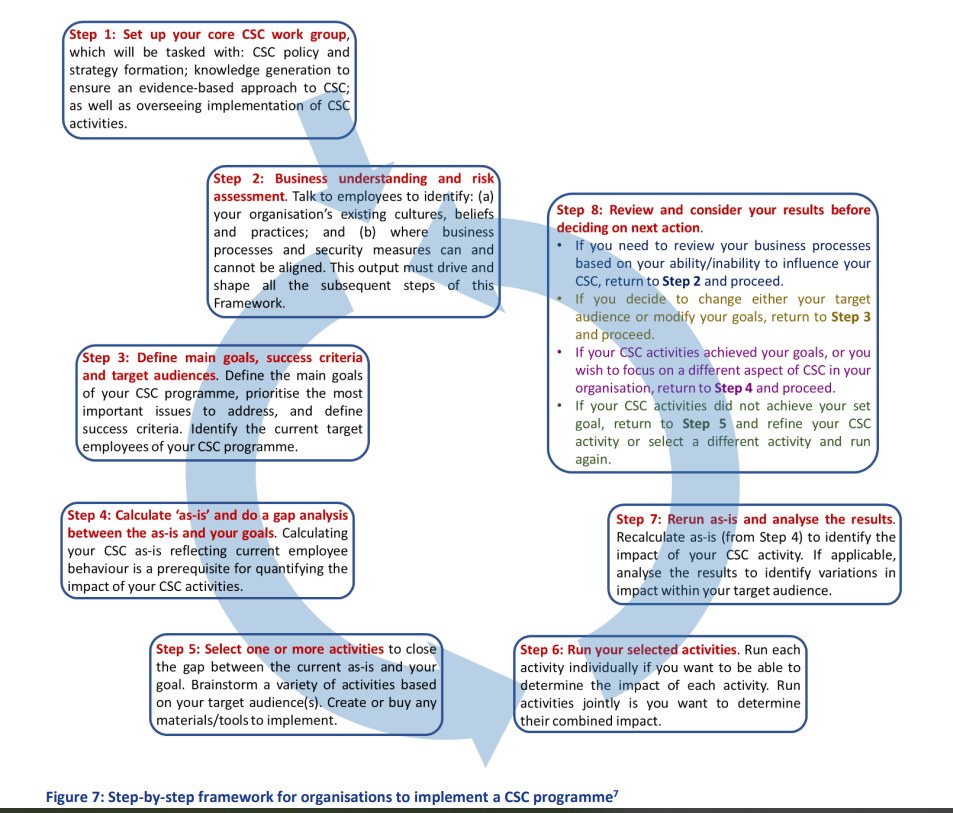 Step 1: Set up your core CSC work group,
which will be tasked with: CSC policy and
strategy formation; knowledge generation to
ensure an evidence-based approach to CSC;
as well as overseeing implementation of CSC
activities.
Step 2: Business understanding and risk
assessment. Talk to employees to identify: (a)
your organisation's existing cultures, beliefs
and practices; and (b) where business
processes and security measures can and
cannot be aligned. This output must drive and
shape all the subsequent steps of this
Framework.
Step 3: Define main goals, success criteria
and target audiences. Define the main goals
of your CSC programme, prioritise the most
important issues to address, and define
success criteria. Identify the current target
employees of your CSC programme.
Step 4: Calculate 'as-is' and do a gap analysis
between the as-is and your goals. Calculating
your CSC as-is reflecting current employee
behaviour is a prerequisite for quantifying the
impact of your CSC activities.
Step 5: Select one or more activities to close
the gap between the current as-is and your
goal. Brainstorm a variety of activities based
on your target audience(s). Create or buy any
materials/tools to implement.
Step 6: Run your selected activities. Run each
activity individually if you want to be able to
determine the impact of each activity. Run
activities jointly is you want to determine
their combined impact.
Step 7: Rerun as-is and analyse the results.
Recalculate as-is (from Step 4) to identify the
impact of your CSC activity. If applicable,
analyse the results to identify variations in
impact within your target audience.
Step 8: Review and consider your results before
deciding on next action.
• If you need to review your business processes
based on your ability/inability to influence your
CSC, return to Step 2 and proceed.
• If you decide to change either your target
audience or modify your goals, return to Step 3
and proceed.
• If your CSC activities achieved your goals, or you
wish to focus on a different aspect of CSC in your
organisation, return to Step 4 and proceed.
• If your CSC activities did not achieve your set
goal, return to Step 5 and refine your CSC
activity or select a different activity and run
again.
Figure 7: Step-by-step framework for organisations to implement a CSC programme⁷